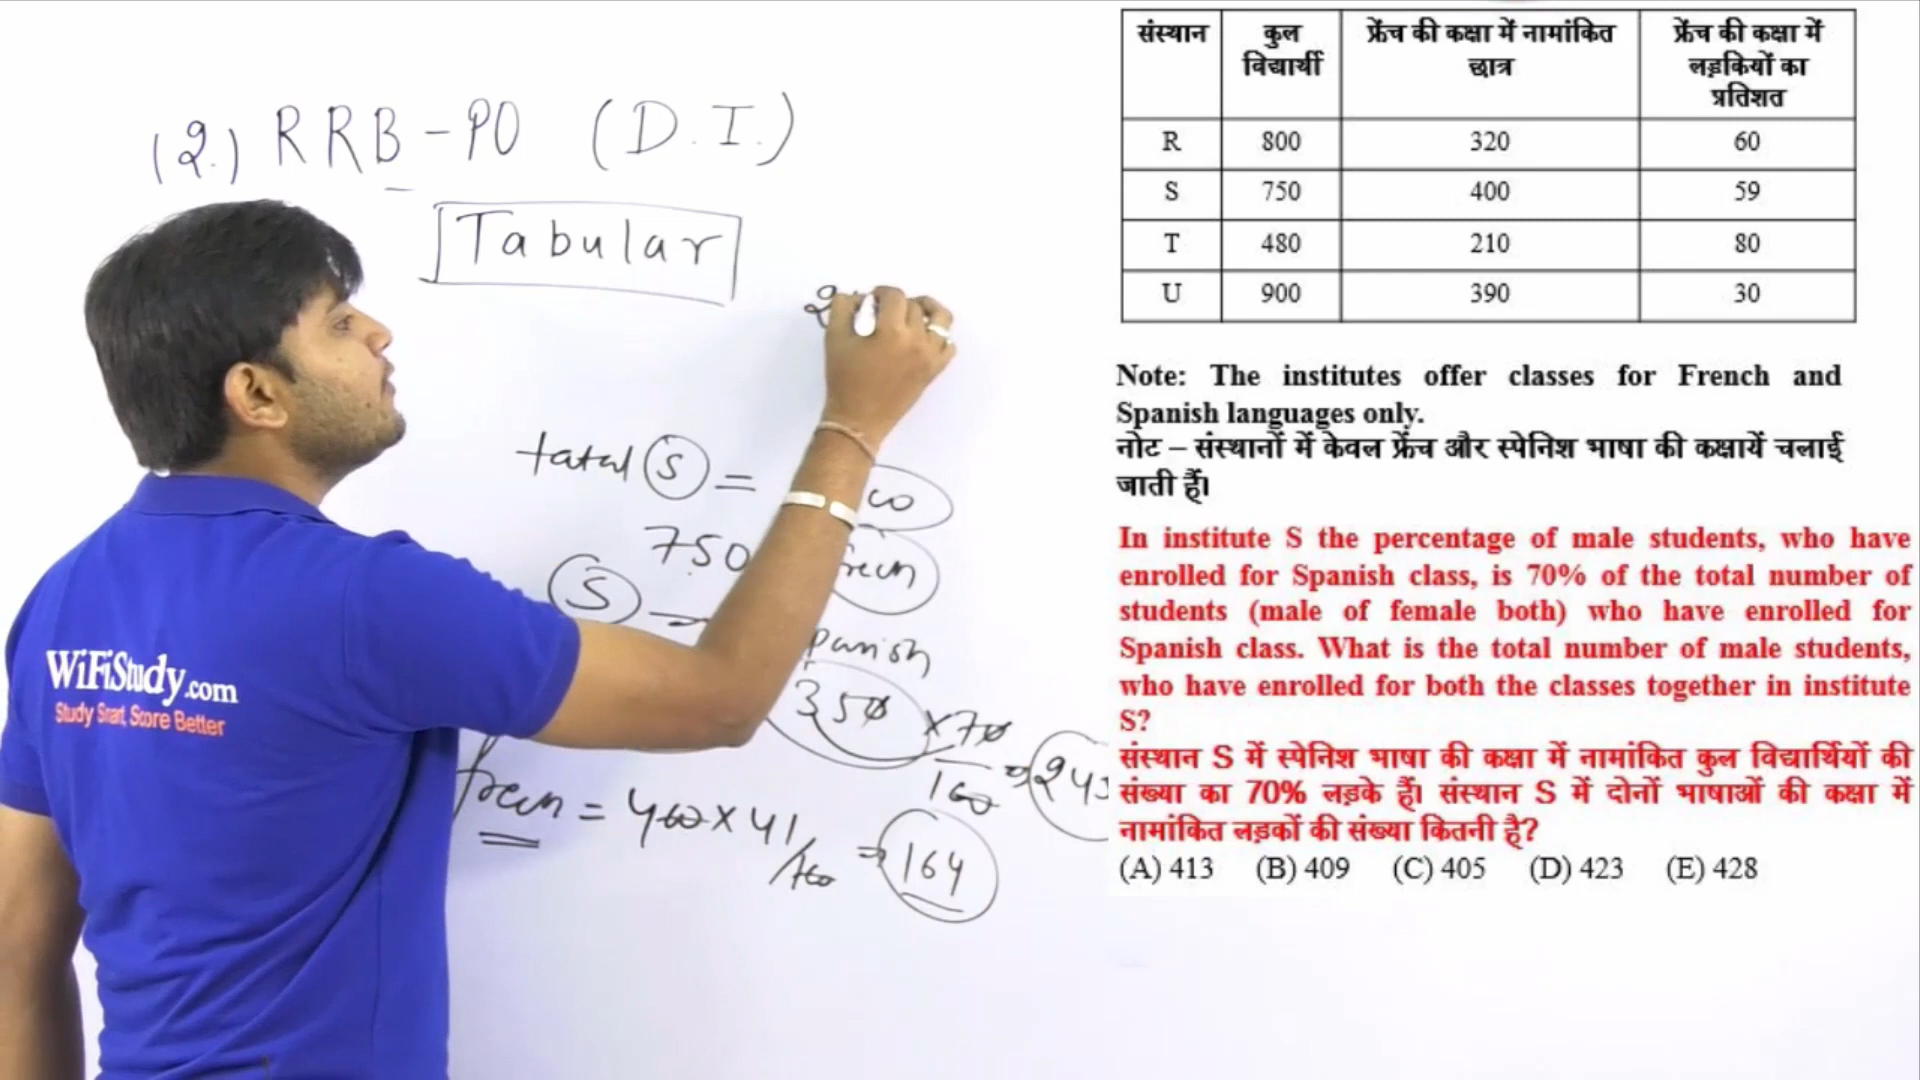 (2.) RRB-PO (D.I.)
Tabular
total S =
750
S
350 × 70
100
= 400 × 41/100 ⇒ 164
WiFiStudy.com
Study Smart, Score Better
संस्थान कुल विद्यार्थी फ्रेंच की कक्षा में नामांकित छात्र फ्रेंच की कक्षा में लड़कियों का प्रतिशत
R 800 320 60
S 750 400 59
T 480 210 80
U 900 390 30
Note: The institutes offer classes for French and
Spanish languages only.
नोट – संस्थानों में केवल फ्रेंच और स्पेनिश भाषा की कक्षायें चलाई
जाती हैं।
In institute S the percentage of male students, who have
enrolled for Spanish class, is 70% of the total number of
students (male of female both) who have enrolled for
Spanish class. What is the total number of male students,
who have enrolled for both the classes together in institute
S?
संस्थान S में स्पेनिश भाषा की कक्षा में नामांकित कुल विद्यार्थियों की
संख्या का 70% लड़के हैं। संस्थान S में दोनों भाषाओं की कक्षा में
नामांकित लड़कों की संख्या कितनी है?
(A) 413 (B) 409 (C) 405 (D) 423 (E) 428